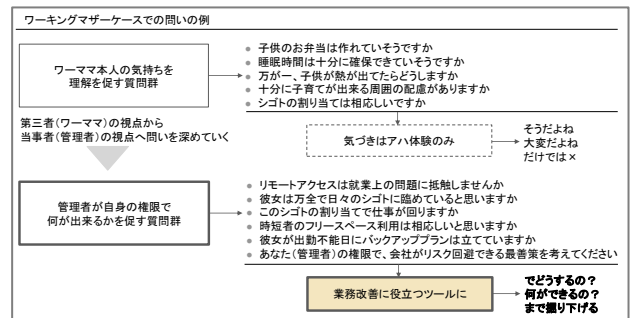 ワーキングマザーケースでの問いの例
ワーママ本人の気持ちを
理解を促す質問群
子供のお弁当は作れていそうですか
睡眠時間は十分に確保できていそうですか
万が一、子供が熱が出てたらどうしますか
十分に子育てが出来る周囲の配慮がありますか
シゴトの割り当ては相応しいですか
第三者(ワーママ)の視点から
当事者(管理者)の視点へ問いを深めていく
気づきはアハ体験のみ
そうだよね
大変だよね
だけでは×
管理者が自身の権限で
何が出来るかを促す質問群
リモートアクセスは就業上の問題に抵触しませんか
彼女は万全で日々のシゴトに臨めていると思いますか
このシゴトの割り当てで仕事が回りますか
時短者のフリースペース利用は相応しいと思いますか
彼女が出勤不能日にバックアッププランは立てていますか
あなた(管理者)の権限で、会社がリスク回避できる最善策を考えてください
業務改善に役立つツールに
でどうするの?
何ができるの?
まで掘り下げる